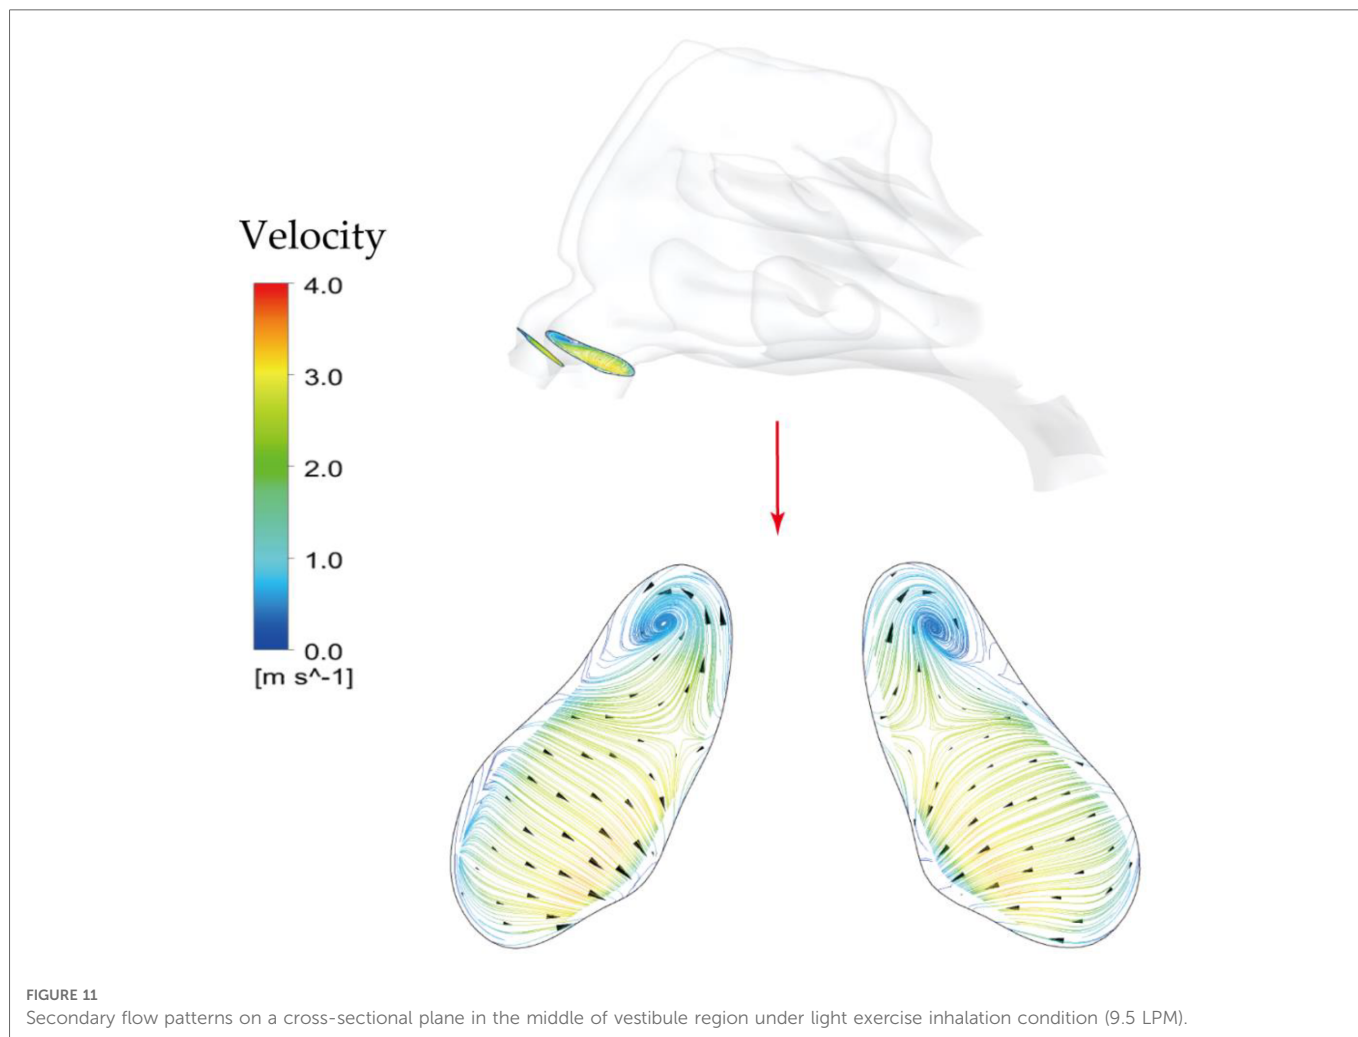 Velocity
4.0
3.0
2.0
1.0
0.0
[m s^-1]
FIGURE 11
Secondary flow patterns on a cross-sectional plane in the middle of vestibule region under light exercise inhalation condition (9.5 LPM).